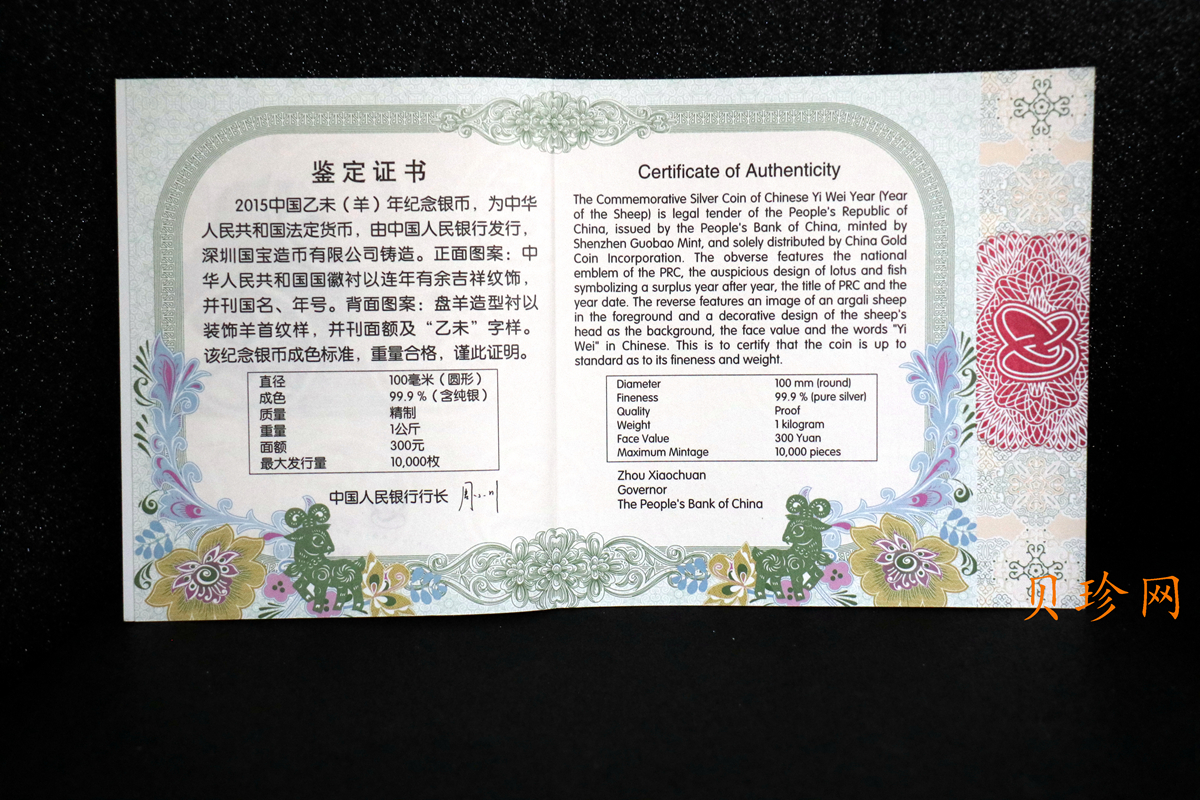 鉴定证书
2015中国乙未（羊）年纪念银币，为中华
人民共和国法定货币，由中国人民银行发行，
深圳国宝造币有限公司铸造。正面图案：中
华人民共和国国徽衬以连年有余吉祥纹饰，
并刊国名、年号。背面图案：盘羊造型衬以
装饰羊首纹样，并刊面额及“乙未”字样。
该纪念银币成色标准，重量合格，谨此证明。
直径 100毫米（圆形）
成色 99.9 %（含纯银）
质量 精制
重量 1公斤
面额 300元
最大发行量 10,000枚
中国人民银行行长
Certificate of Authenticity
The Commemorative Silver Coin of Chinese Yi Wei Year (Year
of the Sheep) is legal tender of the People's Republic of
China, issued by the People's Bank of China, minted by
Shenzhen Guobao Mint, and solely distributed by China Gold
Coin Incorporation. The obverse features the national
emblem of the PRC, the auspicious design of lotus and fish
symbolizing a surplus year after year, the title of PRC and the
year date. The reverse features an image of an argali sheep
in the foreground and a decorative design of the sheep's
head as the background, the face value and the words "Yi
Wei" in Chinese. This is to certify that the coin is up to
standard as to its fineness and weight.
Diameter 100 mm (round)
Fineness 99.9 % (pure silver)
Quality Proof
Weight 1 kilogram
Face Value 300 Yuan
Maximum Mintage 10,000 pieces
Zhou Xiaochuan
Governor
The People's Bank of China
贝珍网